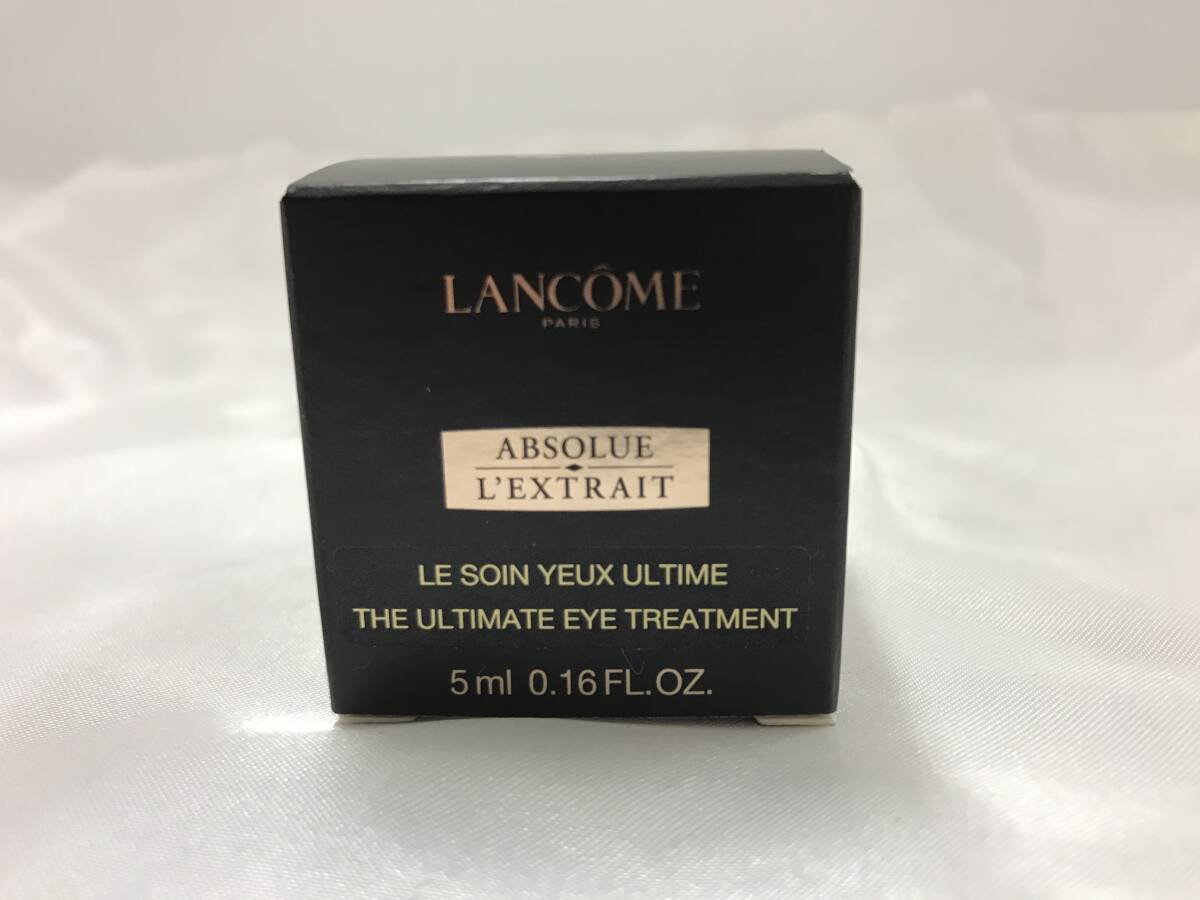 LANCÔME
PARIS
ABSOLUE
L'EXTRAIT
LE SOIN YEUX ULTIME
THE ULTIMATE EYE TREATMENT
5 ml 0.16 FL.OZ.